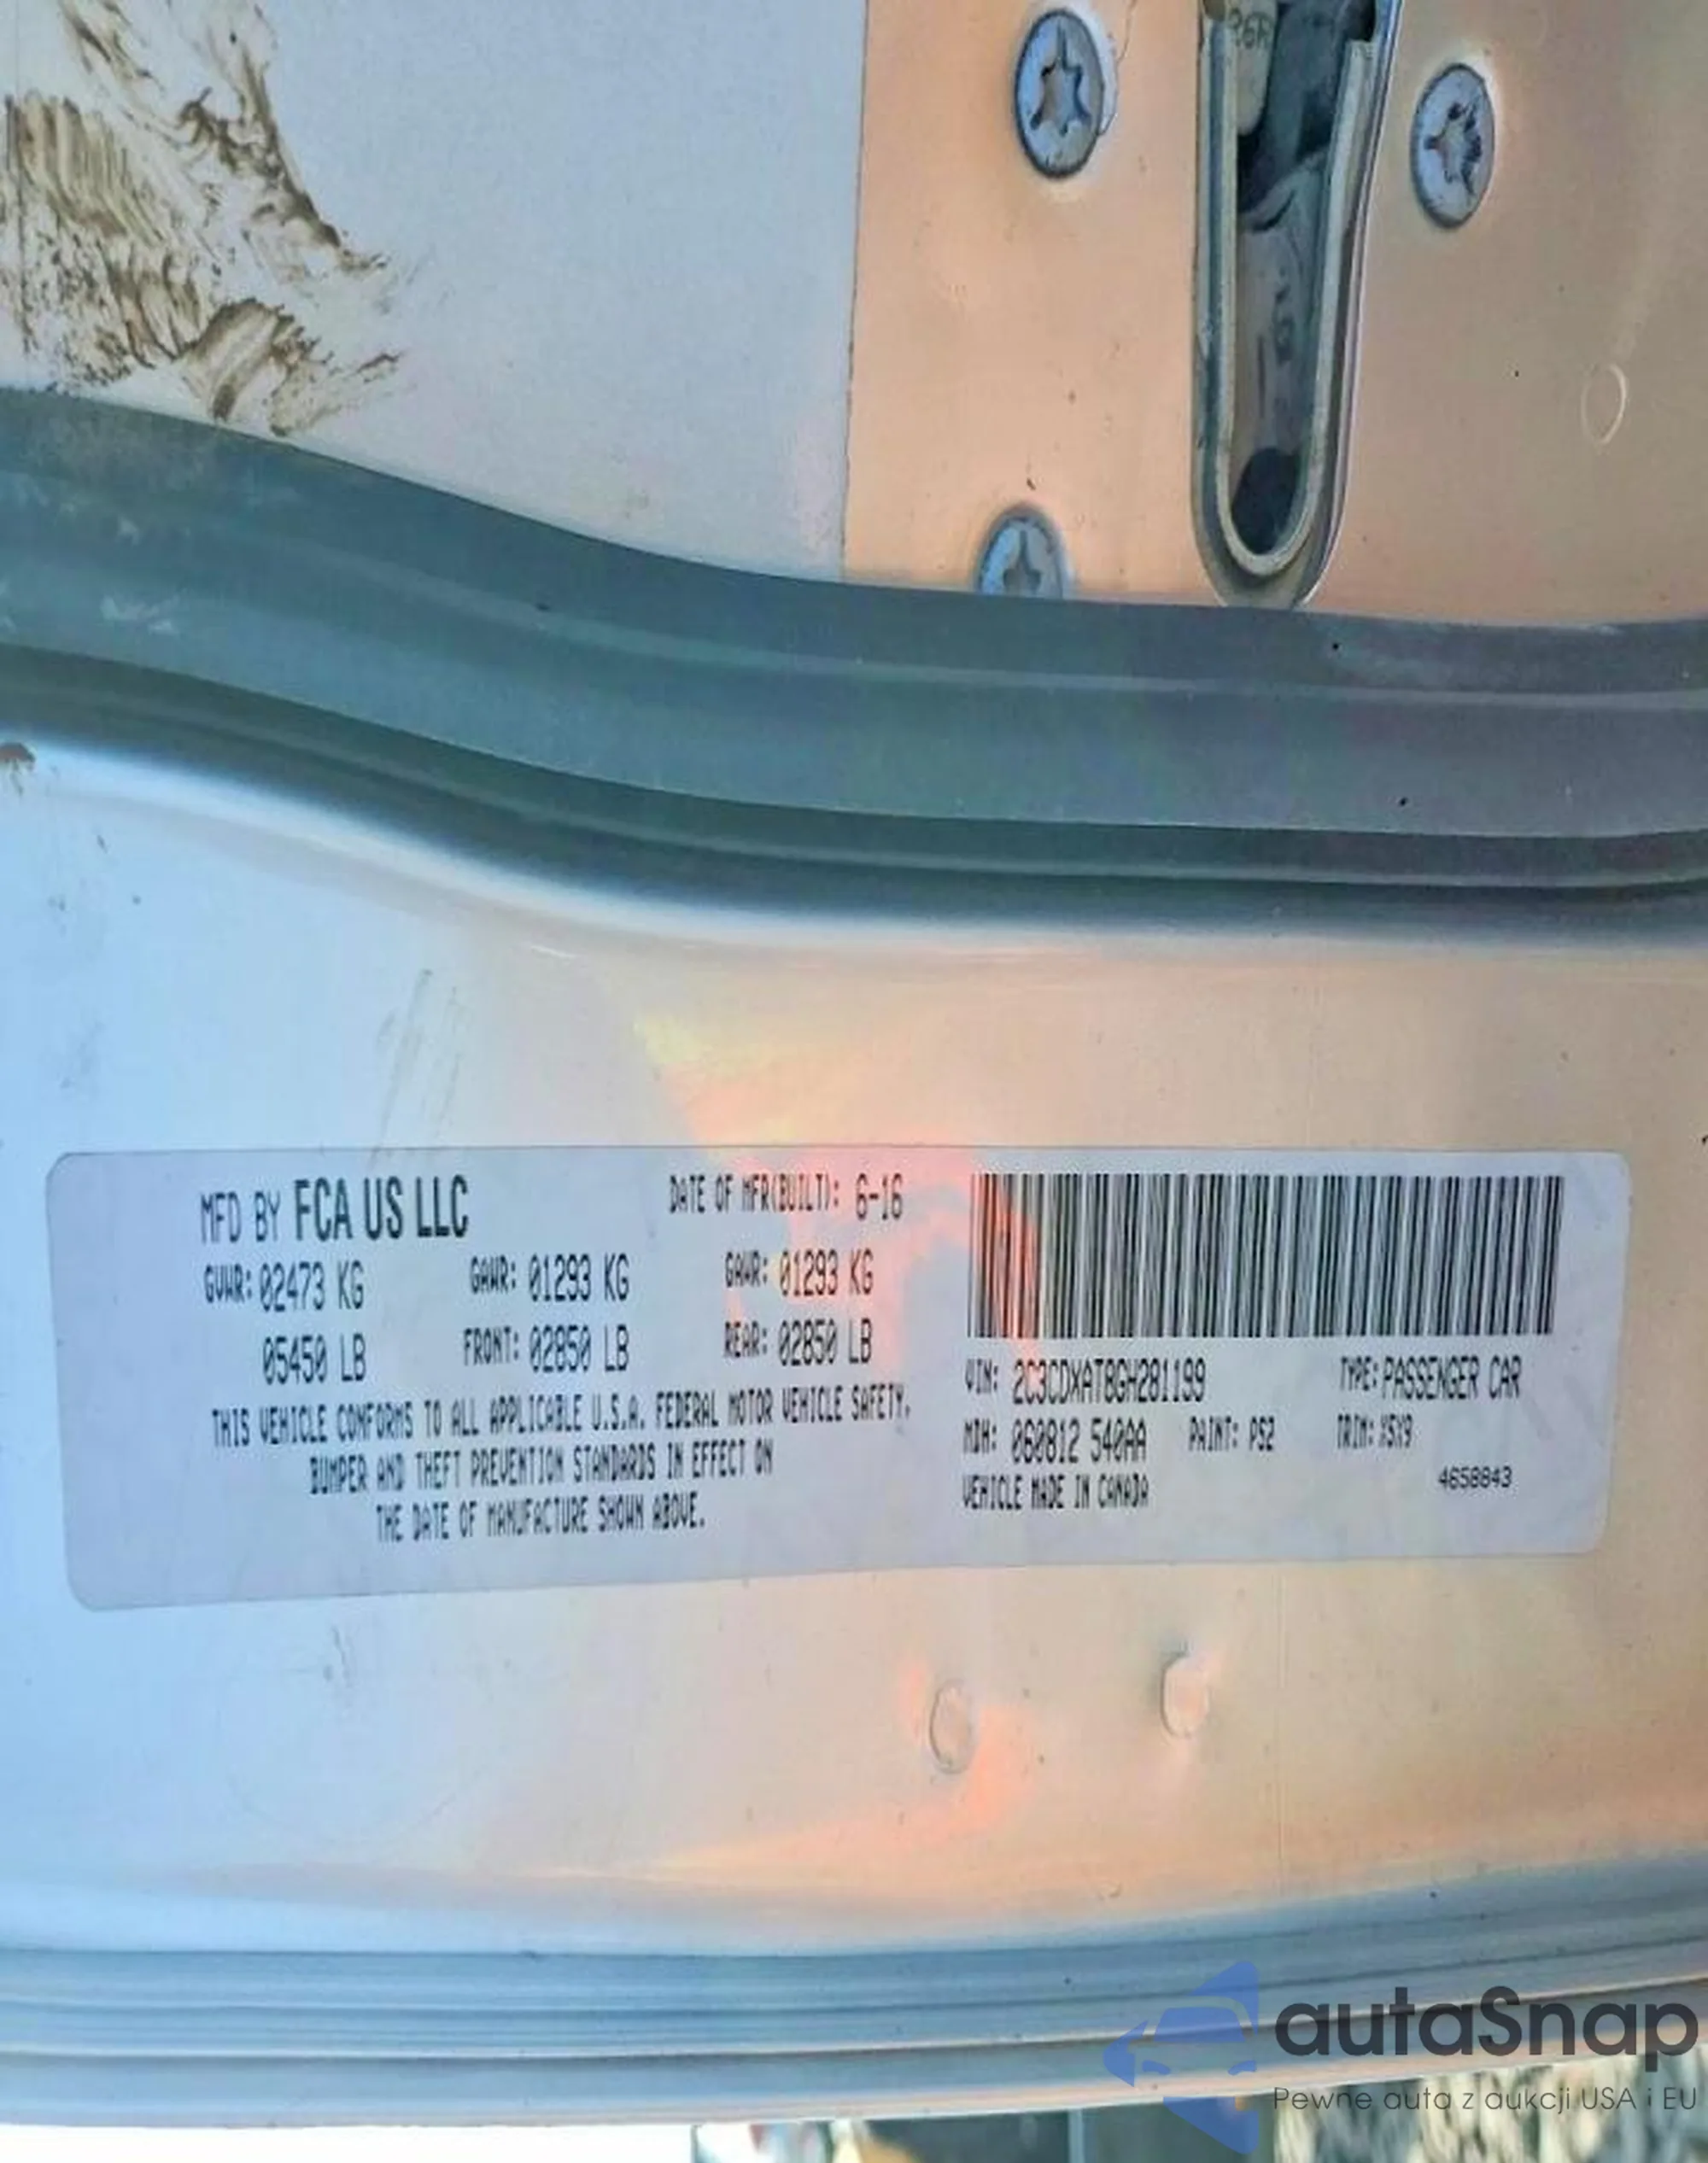 MFD BY FCA US LLC
DATE OF MFR(BUILT): 6-16
GVWR: 02473 KG
GAWR: 01293 KG
GAWR: 01293 KG
05450 LB
FRONT: 02850 LB
REAR: 02850 LB
THIS VEHICLE CONFORMS TO ALL APPLICABLE U.S.A. FEDERAL MOTOR VEHICLE SAFETY,
BUMPER AND THEFT PREVENTION STANDARDS IN EFFECT ON
THE DATE OF MANUFACTURE SHOWN ABOVE.
VIN: 2C3CDXAT8GH281199
TYPE: PASSENGER CAR
MDH: 060812 540AA
PAINT: PS2
TRIM: X5X9
VEHICLE MADE IN CANADA
4658843
autaSnap
Pewne auta z aukcji USA i EU